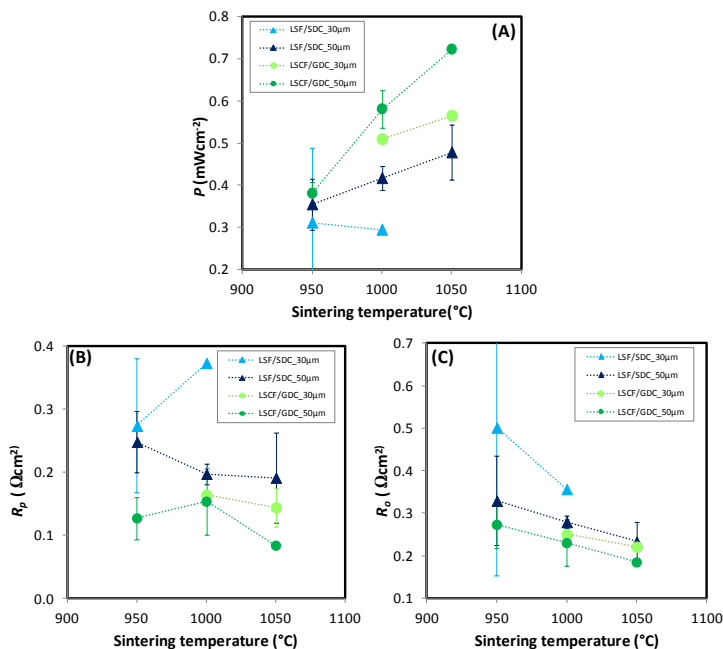 (A)
LSF/SDC_30µm
LSF/SDC_50µm
LSCF/GDC_30µm
LSCF/GDC_50µm
0.8
0.7
0.6
0.5
0.4
0.3
0.2
P (mWcm-2)
900 950 1000 1050 1100
Sintering temperature(°C)
(B)
LSF/SDC_30µm
LSF/SDC_50µm
LSCF/GDC_30µm
LSCF/GDC_50µm
0.4
0.3
0.2
0.1
0.0
Rp ( Ωcm²)
900 950 1000 1050 1100
Sintering temperature (°C)
(C)
LSF/SDC_30µm
LSF/SDC_50µm
LSCF/GDC_30µm
LSCF/GDC_50µm
0.7
0.6
0.5
0.4
0.3
0.2
0.1
Ro ( Ωcm²)
900 950 1000 1050 1100
Sintering temperature (°C)